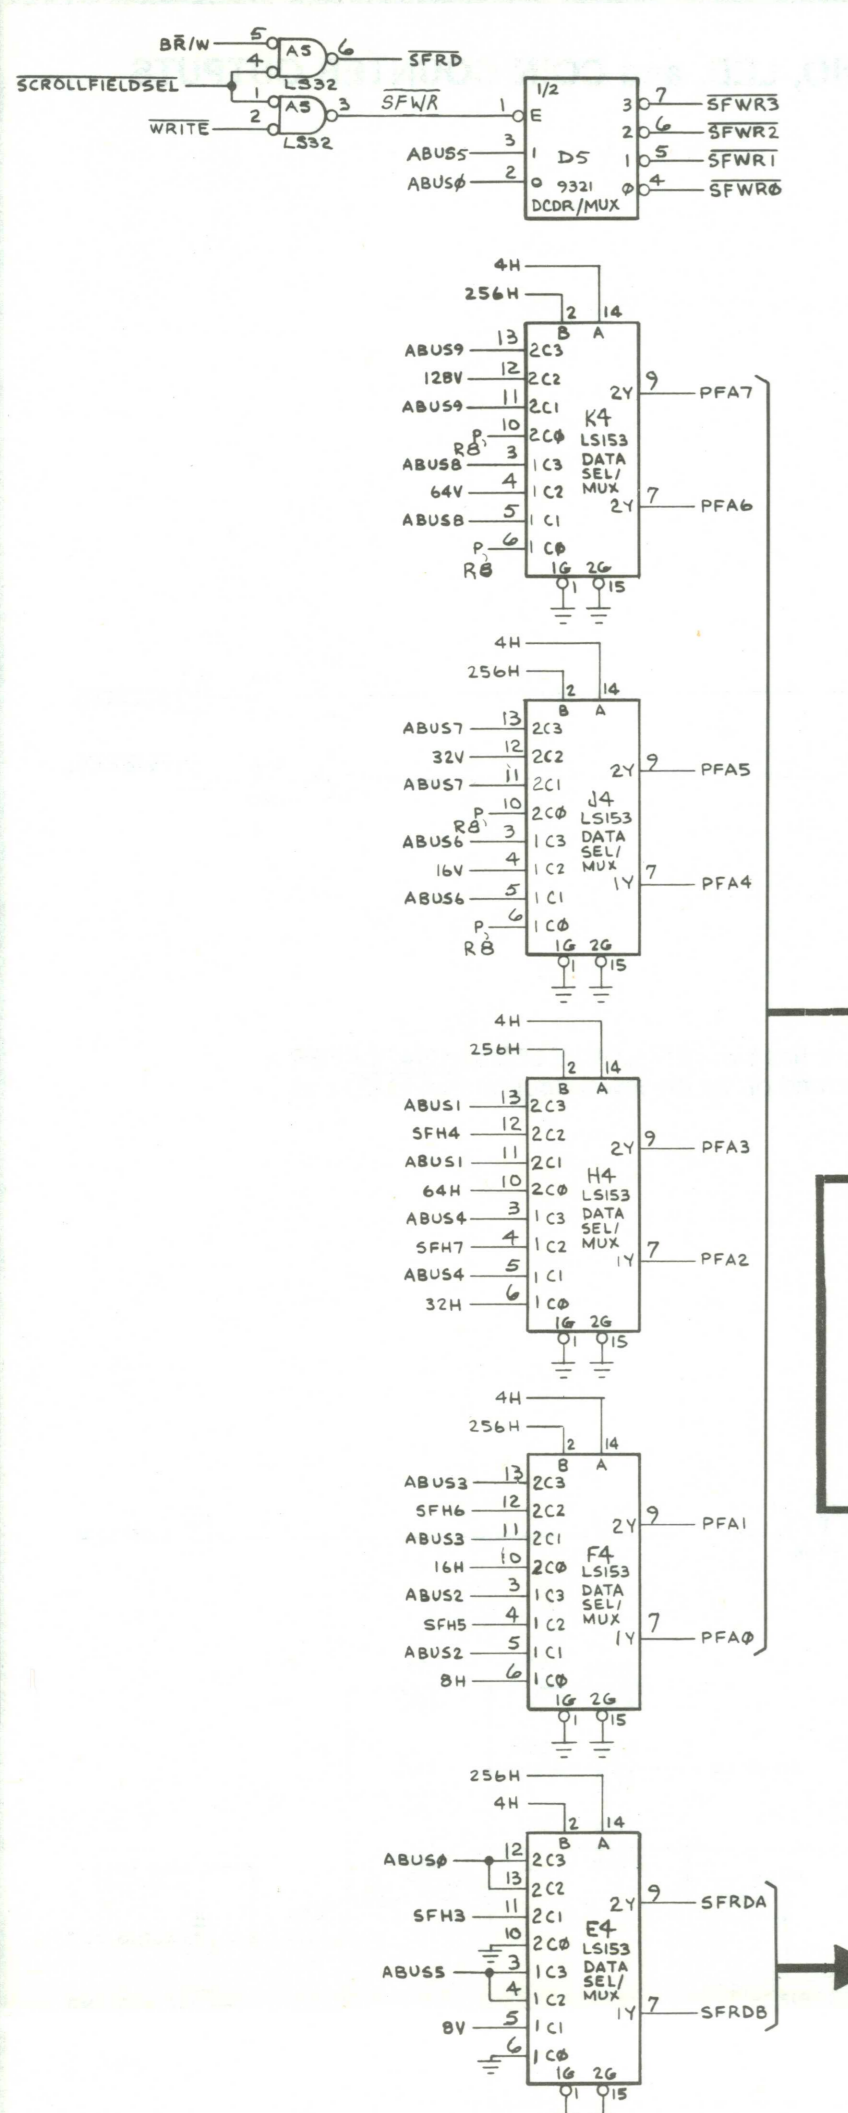 BR̅/W 5 A5 6 S̅F̅R̅D̅
4 LS32
S̅C̅R̅O̅L̅L̅F̅I̅E̅L̅D̅S̅E̅L̅
1 A5 3 S̅F̅W̅R̅
W̅R̅I̅T̅E̅ 2 LS32
1/2
1 E 3 7 S̅F̅W̅R̅3̅
2 6 S̅F̅W̅R̅2̅
ABUS5 3 1 D5 1 5 S̅F̅W̅R̅1̅
ABUSØ 2 0 9321 Ø 4 S̅F̅W̅R̅Ø̅
DCDR/MUX
4H
256H
2 14
B A
ABUS9 13 2C3
128V 12 2C2
2Y 9 PFA7
ABUS9 11 2C1
K4
P, R8 10 2CØ
LS153
ABUS8 3 1C3
DATA
SEL/
64V 4 1C2
MUX
2Y 7 PFA6
ABUS8 5 1C1
P, R8 6 1CØ
1G 2G
1 15
4H
256H
2 14
B A
ABUS7 13 2C3
32V 12 2C2
2Y 9 PFA5
ABUS7 11 2C1
J4
P, R8 10 2CØ
LS153
ABUS6 3 1C3
DATA
SEL/
16V 4 1C2
MUX
1Y 7 PFA4
ABUS6 5 1C1
P, R8 6 1CØ
1G 2G
1 15
4H
256H
2 14
B A
ABUS1 13 2C3
SFH4 12 2C2
2Y 9 PFA3
ABUS1 11 2C1
H4
64H 10 2CØ
LS153
ABUS4 3 1C3
DATA
SEL/
SFH7 4 1C2
MUX
1Y 7 PFA2
ABUS4 5 1C1
32H 6 1CØ
1G 2G
1 15
4H
256H
2 14
B A
ABUS3 13 2C3
SFH6 12 2C2
2Y 9 PFA1
ABUS3 11 2C1
F4
16H 10 2CØ
LS153
ABUS2 3 1C3
DATA
SEL/
SFH5 4 1C2
MUX
1Y 7 PFAØ
ABUS2 5 1C1
8H 6 1CØ
1G 2G
1 15
256H
4H
2 14
B A
ABUSØ 12 2C3
13 2C2
2Y 9 SFRDA
SFH3 11 2C1
E4
10 2CØ
LS153
ABUS5 3 1C3
DATA
SEL/
4 1C2
MUX
1Y 7 SFRDB
8V 5 1C1
6 1CØ
1G 2G
1 15